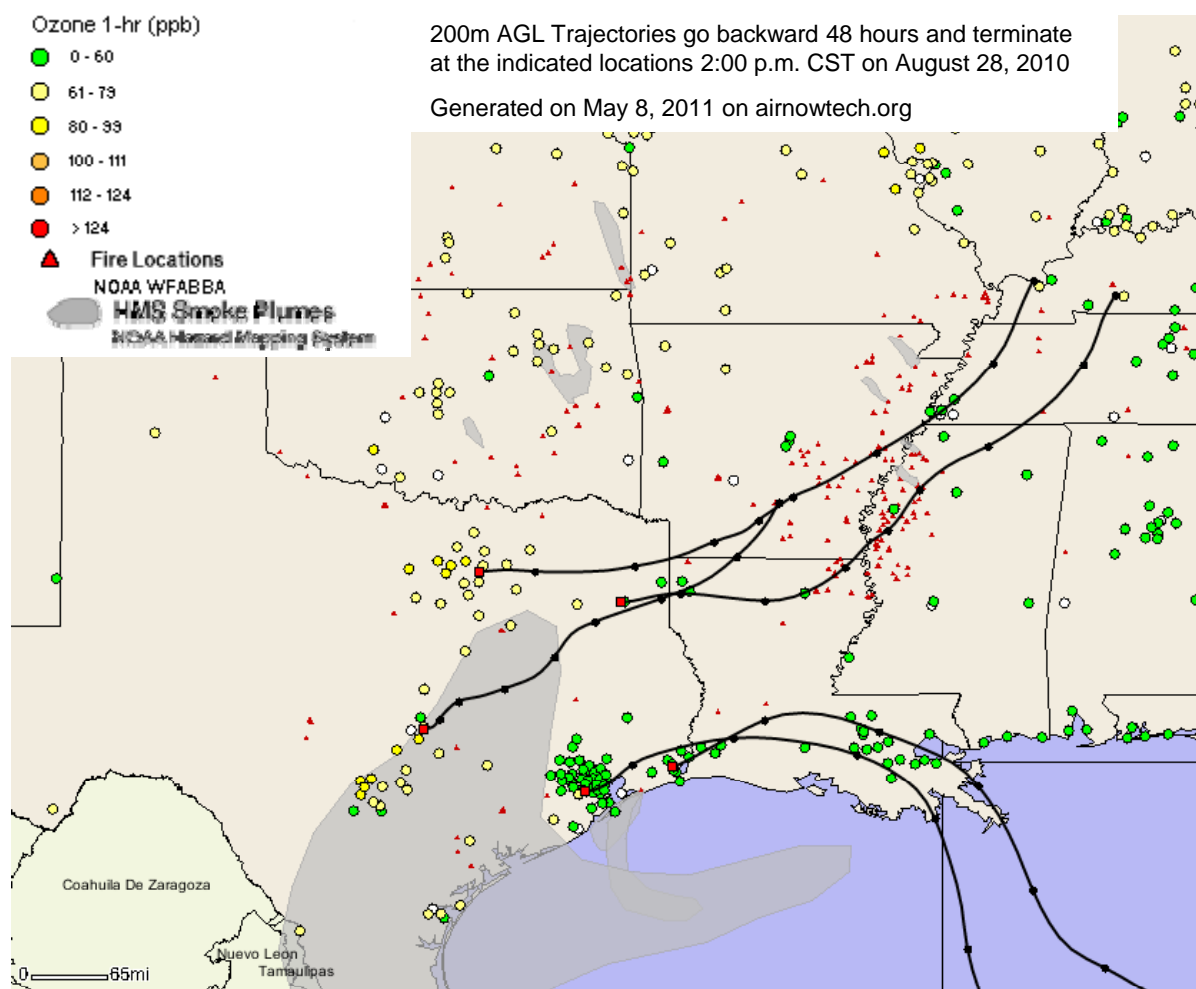 Ozone 1-hr (ppb)
0 - 60
61 - 79
80 - 99
100 - 111
112 - 124
> 124
Fire Locations
NOAA WFABBA
HMS Smoke Plumes
NOAA Hazard Mapping System
200m AGL Trajectories go backward 48 hours and terminate
at the indicated locations 2:00 p.m. CST on August 28, 2010
Generated on May 8, 2011 on airnowtech.org
Coahuila De Zaragoza
Nuevo Leon
Tamaulipas
0 65mi